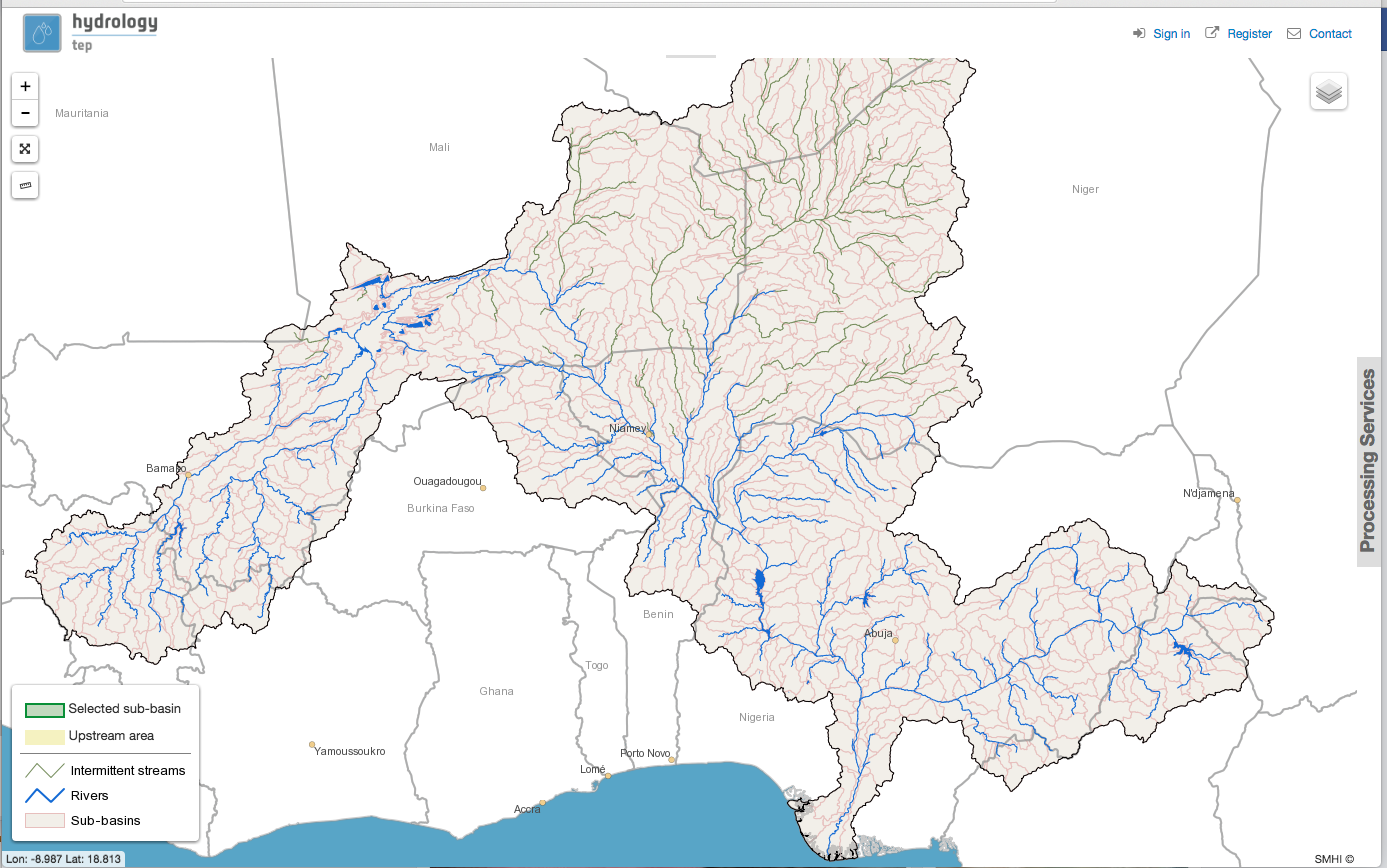 hydrology
tep
Sign in
Register
Contact
+
-
Mauritania
Mali
Niger
Niamey
Bamako
Ouagadougou
Burkina Faso
N'djamena
Processing Services
Benin
Abuja
Togo
Ghana
Nigeria
Yamoussoukro
Porto Novo
Lomé
Accra
Selected sub-basin
Upstream area
Intermittent streams
Rivers
Sub-basins
Lon: -8.987 Lat: 18.813
SMHI ©